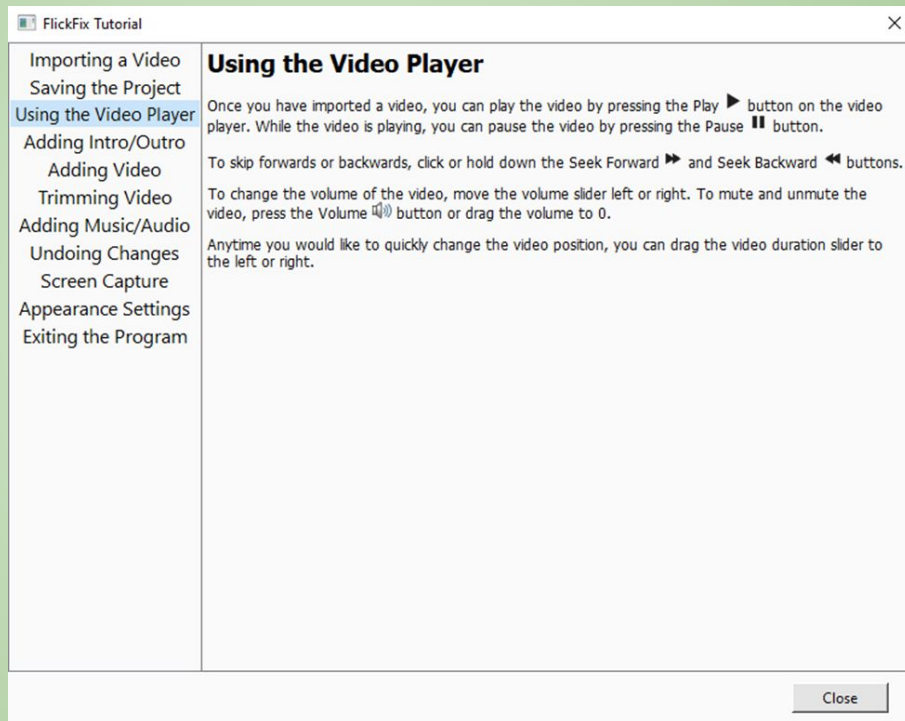 FlickFix Tutorial
Importing a Video
Saving the Project
Using the Video Player
Adding Intro/Outro
Adding Video
Trimming Video
Adding Music/Audio
Undoing Changes
Screen Capture
Appearance Settings
Exiting the Program
Using the Video Player
Once you have imported a video, you can play the video by pressing the Play ▶ button on the video
player. While the video is playing, you can pause the video by pressing the Pause button.
To skip forwards or backwards, click or hold down the Seek Forward and Seek Backward buttons.
To change the volume of the video, move the volume slider left or right. To mute and unmute the
video, press the Volume button or drag the volume to 0.
Anytime you would like to quickly change the video position, you can drag the video duration slider to
the left or right.
Close